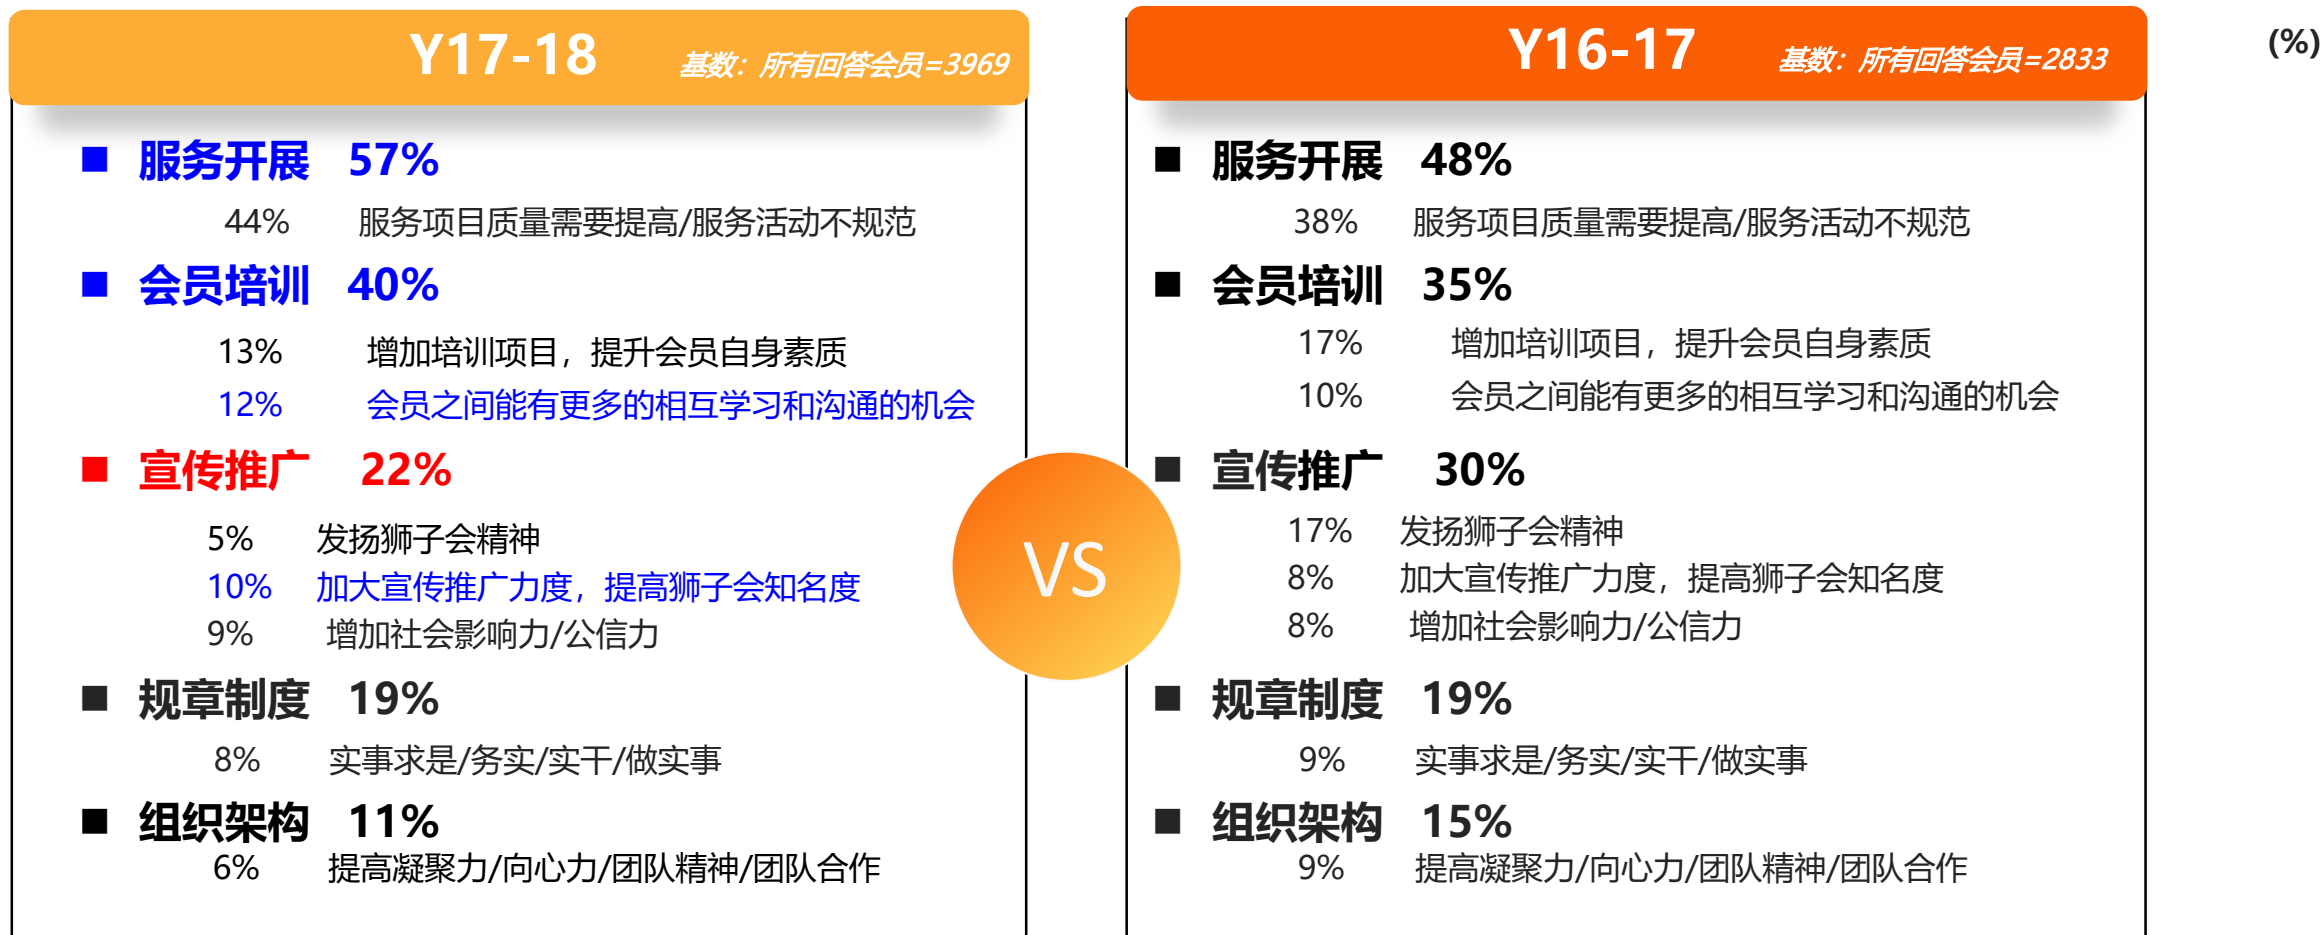 Y17-18 基数：所有回答会员=3969
■ 服务开展 57%
44% 服务项目质量需要提高/服务活动不规范
■ 会员培训 40%
13% 增加培训项目，提升会员自身素质
12% 会员之间能有更多的相互学习和沟通的机会
■ 宣传推广 22%
5% 发扬狮子会精神
10% 加大宣传推广力度，提高狮子会知名度
9% 增加社会影响力/公信力
■ 规章制度 19%
8% 实事求是/务实/实干/做实事
■ 组织架构 11%
6% 提高凝聚力/向心力/团队精神/团队合作
VS
Y16-17 基数：所有回答会员=2833
■ 服务开展 48%
38% 服务项目质量需要提高/服务活动不规范
■ 会员培训 35%
17% 增加培训项目，提升会员自身素质
10% 会员之间能有更多的相互学习和沟通的机会
■ 宣传推广 30%
17% 发扬狮子会精神
8% 加大宣传推广力度，提高狮子会知名度
8% 增加社会影响力/公信力
■ 规章制度 19%
9% 实事求是/务实/实干/做实事
■ 组织架构 15%
9% 提高凝聚力/向心力/团队精神/团队合作
(%)